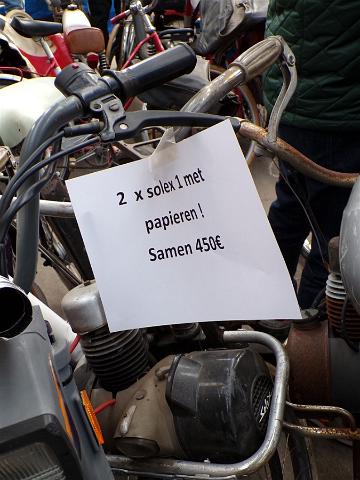 2 x solex 1 met
papieren !
Samen 450€